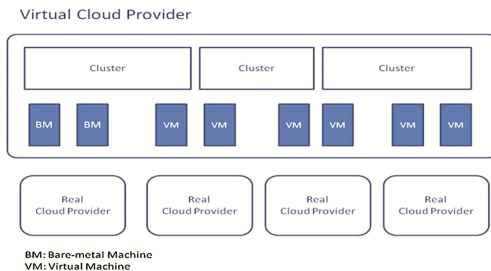 Virtual Cloud Provider
Cluster Cluster Cluster
BM BM VM VM VM VM VM VM
Real Real Real Real
Cloud Provider Cloud Provider Cloud Provider Cloud Provider
BM: Bare-metal Machine
VM: Virtual Machine